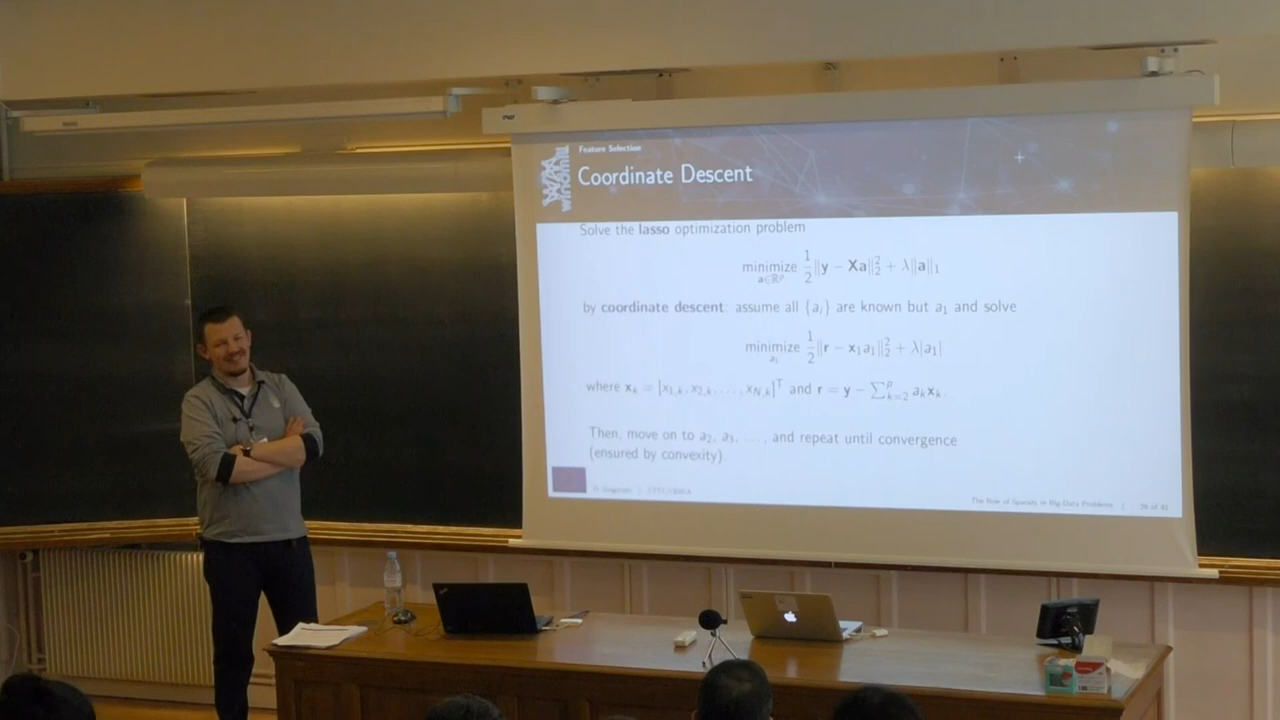 Feature Selection
Coordinate Descent
WINDMILL
Solve the lasso optimization problem
minimize ½‖y − Xa‖₂² + λ‖a‖₁
a∈ℝᵖ
by coordinate descent: assume all {aᵢ} are known but a₁ and solve
minimize ½‖r − x₁a₁‖₂² + λ|a₁|
a₁
where xₖ = [x₁,ₖ, x₂,ₖ, . . . , x_N,ₖ]ᵀ and r = y − ∑ₖ₌₂ᵖ aₖxₖ.
Then, move on to a₂, a₃, . . . , and repeat until convergence
(ensured by convexity)
The Role of Sparsity in Big Data Problems |